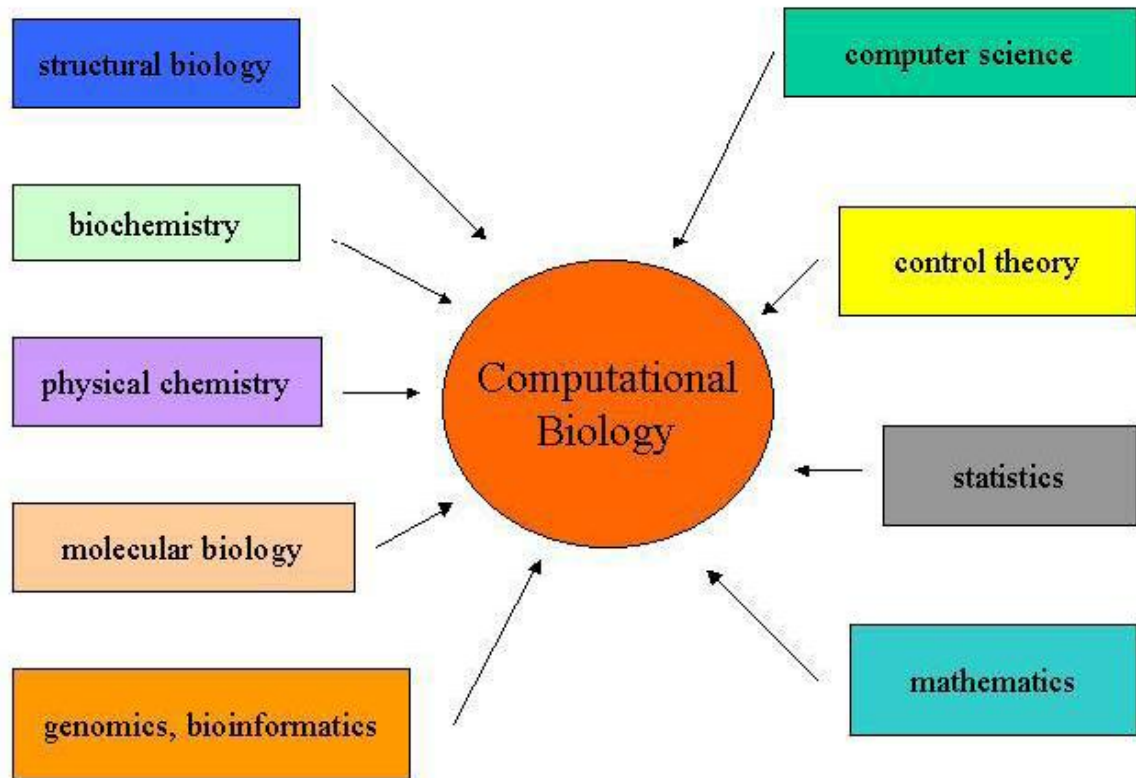 structural biology
computer science
biochemistry
control theory
physical chemistry
Computational
Biology
statistics
molecular biology
mathematics
genomics, bioinformatics